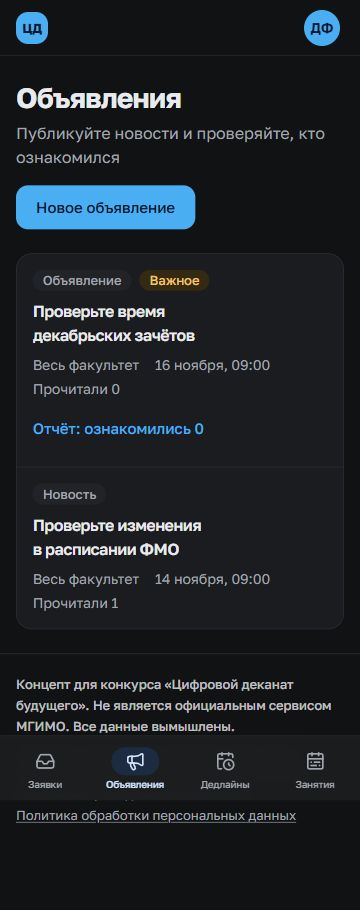 ЦД
ДФ
Объявления
Публикуйте новости и проверяйте, кто
ознакомился
Новое объявление
Объявление Важное
Проверьте время
декабрьских зачётов
Весь факультет 16 ноября, 09:00
Прочитали 0
Отчёт: ознакомились 0
Новость
Проверьте изменения
в расписании ФМО
Весь факультет 14 ноября, 09:00
Прочитали 1
Концепт для конкурса «Цифровой деканат
будущего». Не является официальным сервисом
МГИМО. Все данные вымышлены.
Заявки Объявления Дедлайны Занятия
Политика обработки персональных данных